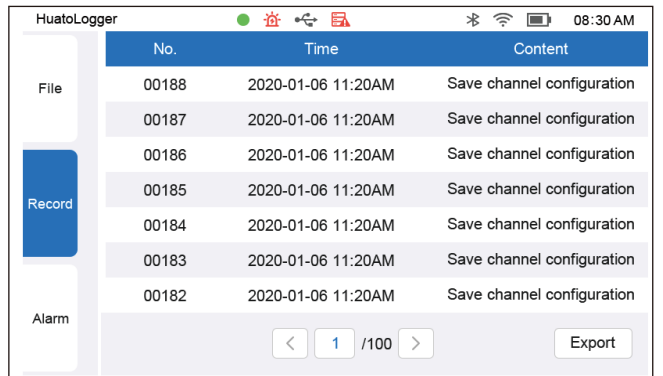 HuatoLogger 08:30 AM
No. Time Content
File
00188 2020-01-06 11:20AM Save channel configuration
00187 2020-01-06 11:20AM Save channel configuration
00186 2020-01-06 11:20AM Save channel configuration
00185 2020-01-06 11:20AM Save channel configuration
Record
00184 2020-01-06 11:20AM Save channel configuration
00183 2020-01-06 11:20AM Save channel configuration
00182 2020-01-06 11:20AM Save channel configuration
Alarm
< 1 /100 > Export